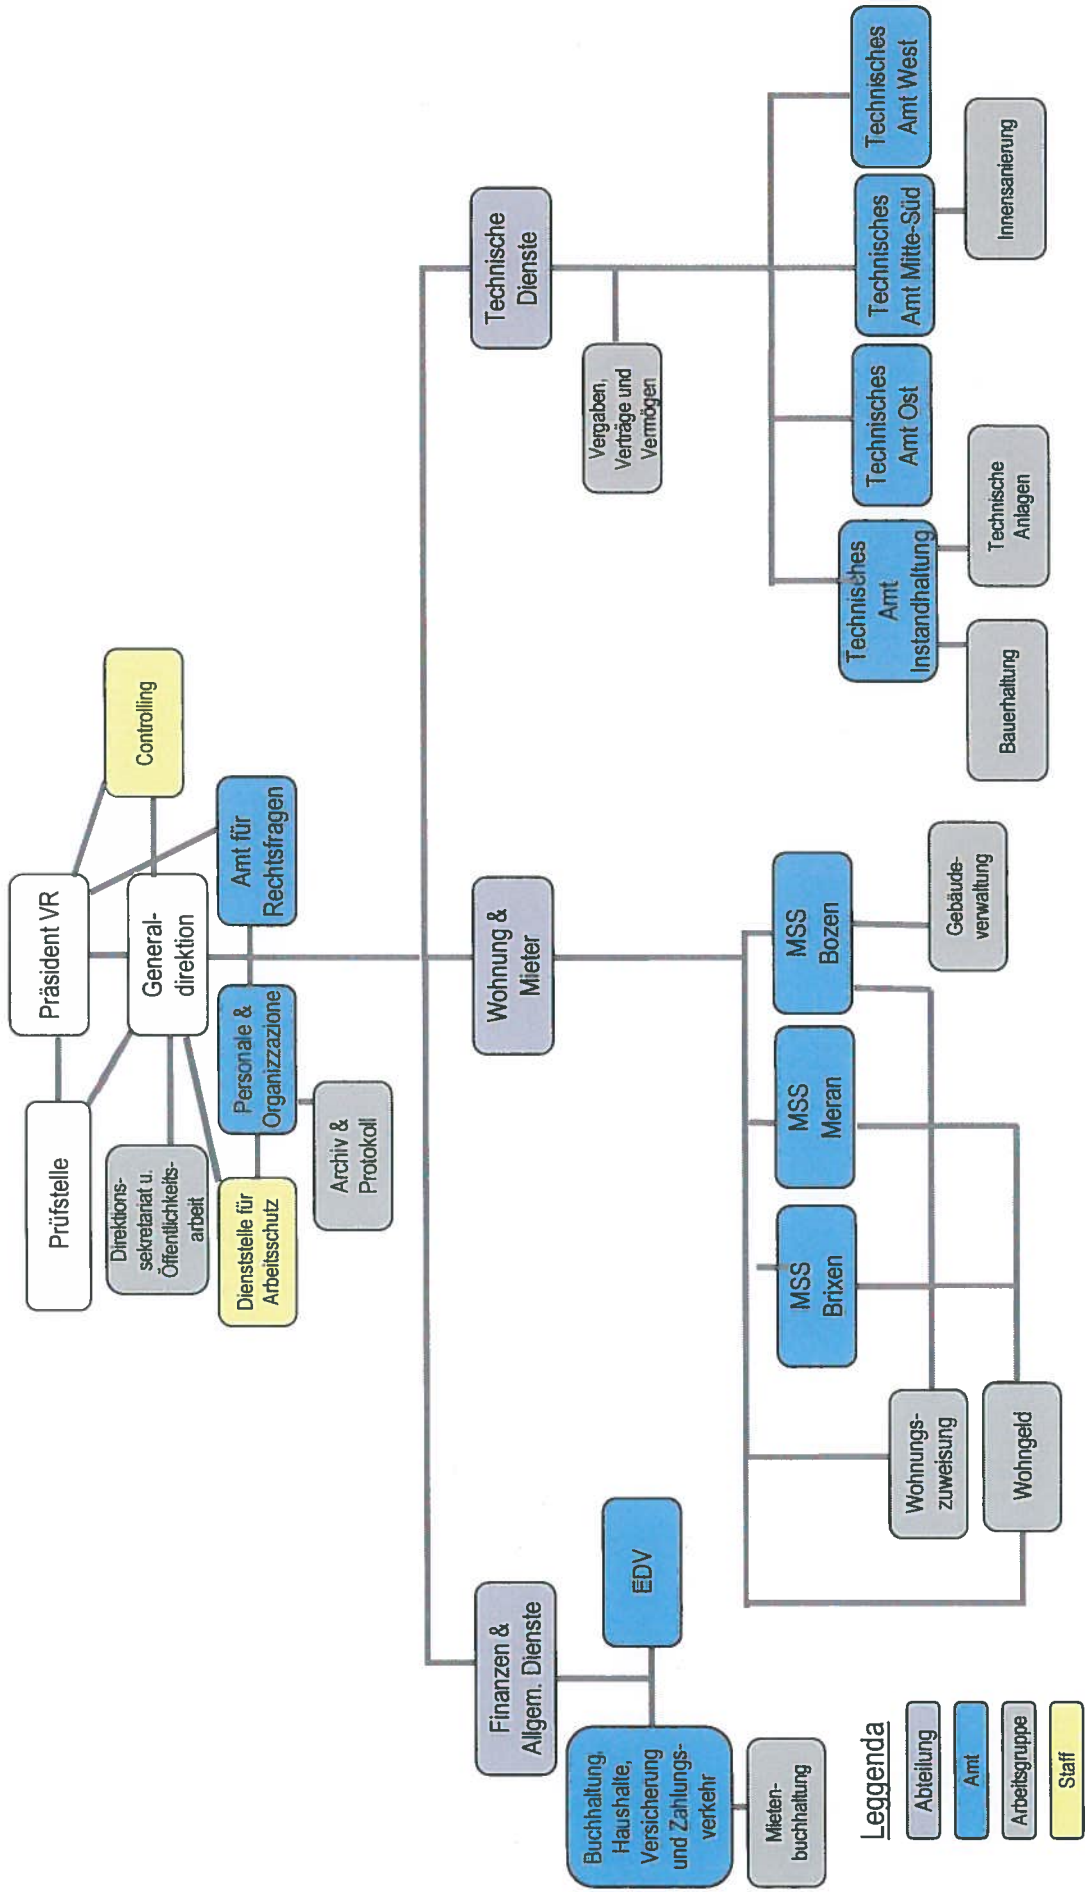 Präsident VR
Prüfstelle
General-
direktion
Controlling
Direktions-
sekretariat u.
Öffentlichkeits-
arbeit
Dienststelle für
Arbeitsschutz
Personale &
Organizzazione
Amt für
Rechtsfragen
Archiv &
Protokoll
Finanzen &
Allgem. Dienste
Wohnung &
Mieter
Technische
Dienste
Buchhaltung,
Haushalte,
Versicherung
und Zahlungs-
verkehr
EDV
Mieten-
buchhaltung
Vergaben,
Verträge und
Vermögen
MSS
Brixen
MSS
Meran
MSS
Bozen
Wohnungs-
zuweisung
Wohngeld
Gebäude-
verwaltung
Technisches
Amt
Instandhaltung
Technisches
Amt Ost
Technisches
Amt Mitte-Süd
Technisches
Amt West
Bauerhaltung
Technische
Anlagen
Innensanierung
Leggenda
Abteilung
Amt
Arbeitsgruppe
Staff